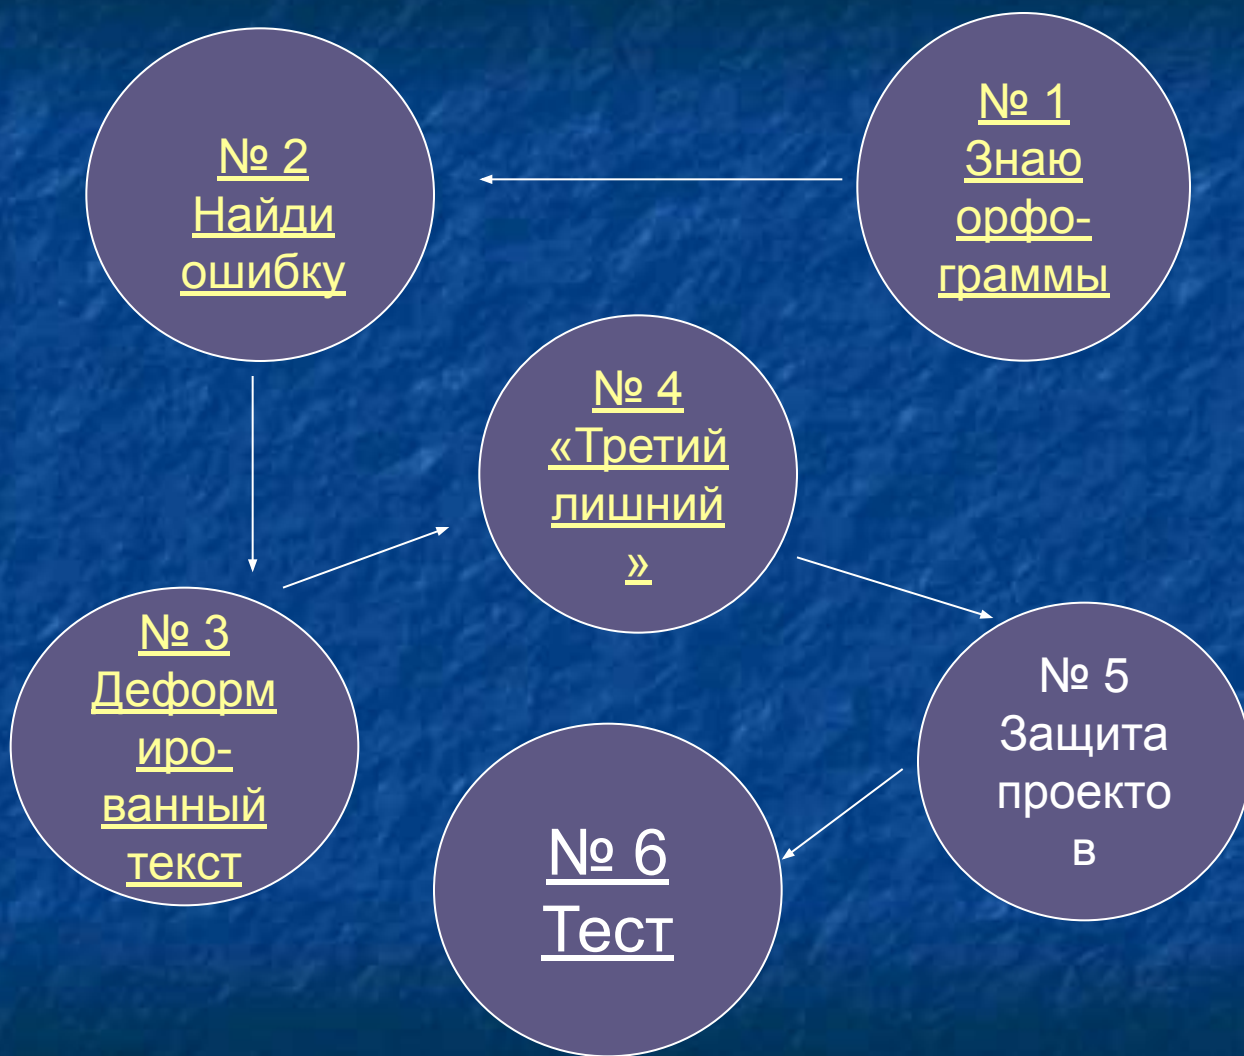 № 1
Знаю
орфо-
граммы
№ 2
Найди
ошибку
№ 3
Деформ
иро-
ванный
текст
№ 4
«Третий
лишний
»
№ 5
Защита
проекто
в
№ 6
Тест